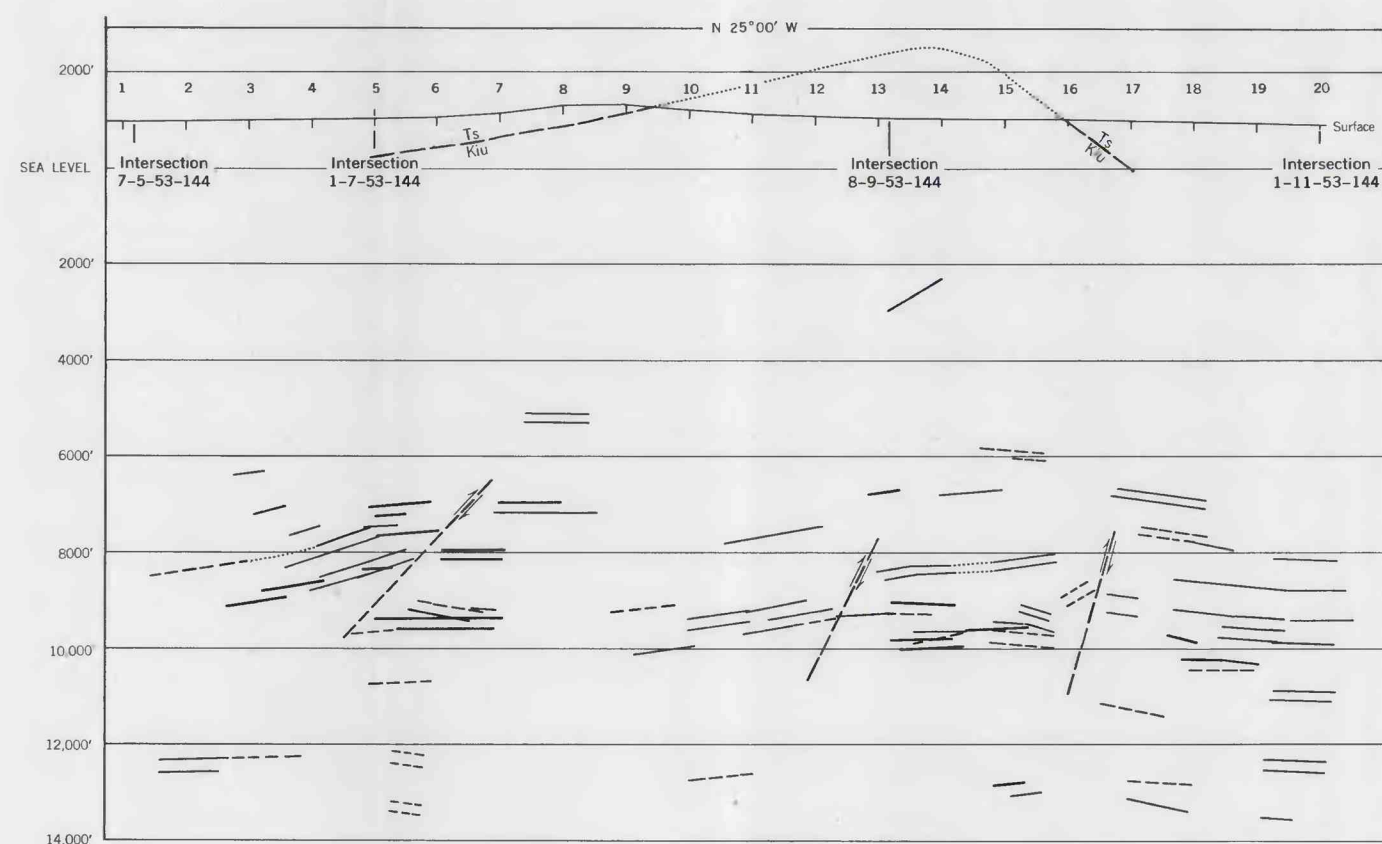 N 25°00' W
2000'
1 2 3 4 5 6 7 8 9 10 11 12 13 14 15 16 17 18 19 20
Surface
Ts
Kiu
Ts
Kiu
SEA LEVEL
Intersection
7-5-53-144
Intersection
1-7-53-144
Intersection
8-9-53-144
Intersection
1-11-53-144
2000'
4000'
6000'
8000'
10,000'
12,000'
14,000'